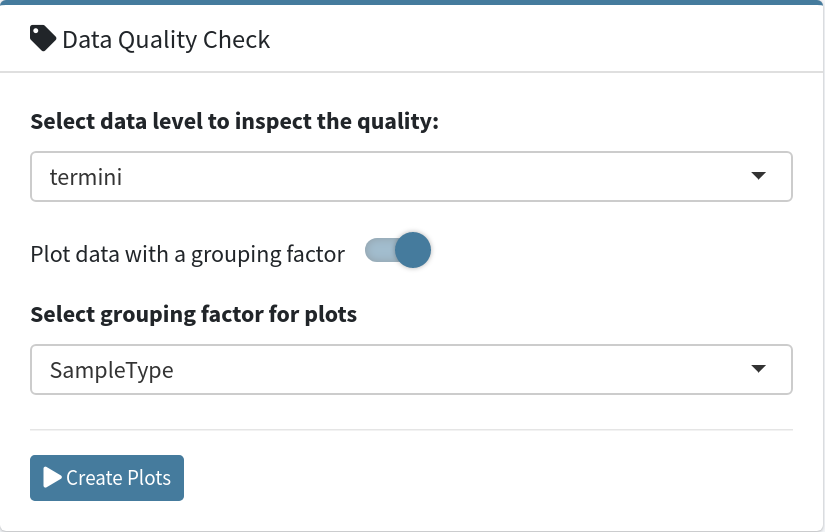 Data Quality Check
Select data level to inspect the quality:
termini
Plot data with a grouping factor
Select grouping factor for plots
SampleType
Create Plots